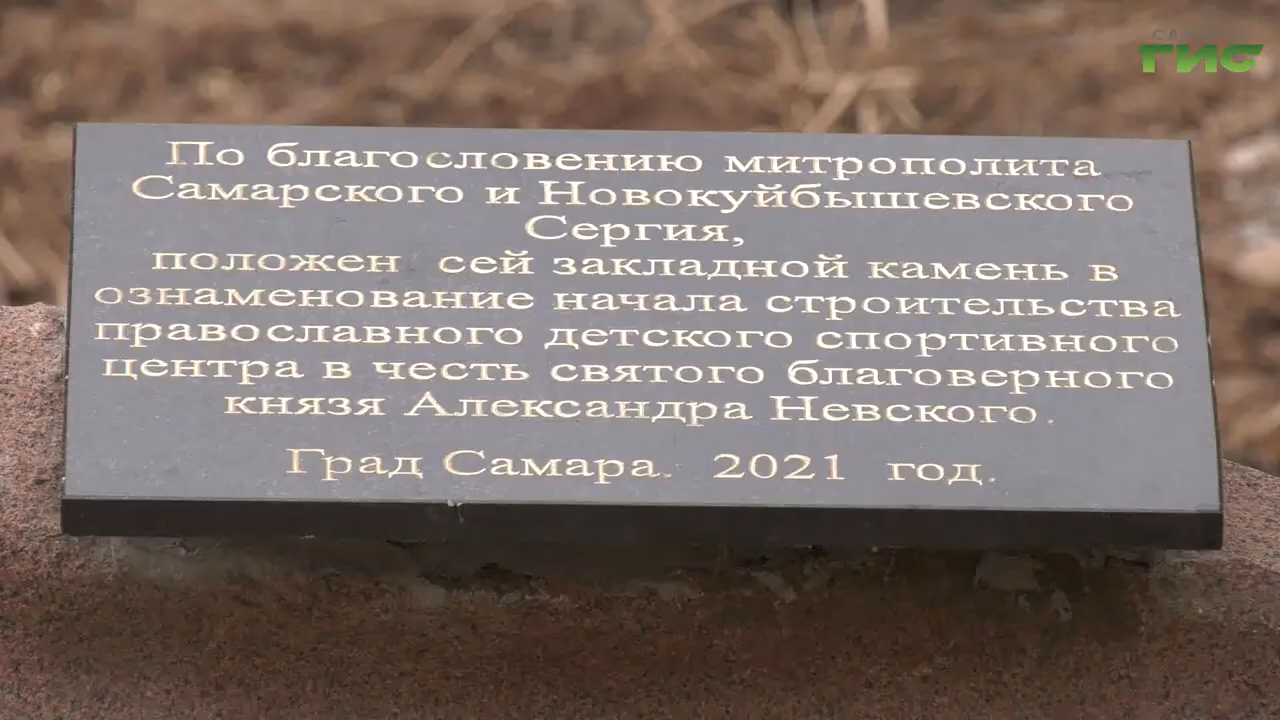 ГИС
По благословению митрополита
Самарского и Новокуйбышевского
Сергия,
положен сей закладной камень в
ознаменование начала строительства
православного детского спортивного
центра в честь святого благоверного
князя Александра Невского.
Град Самара. 2021 год.